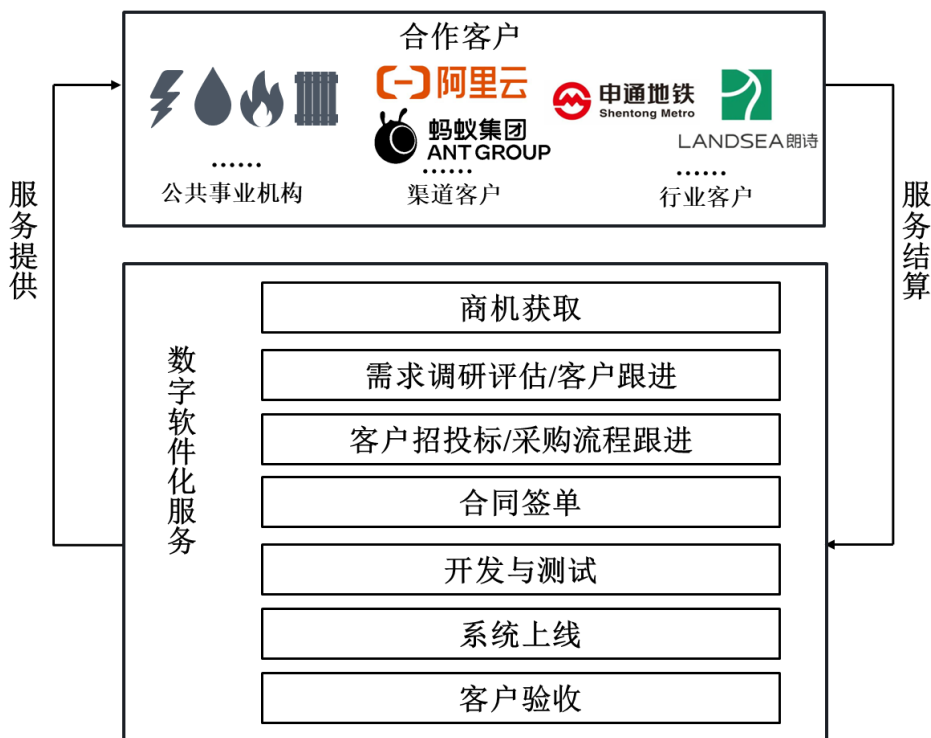 合作客户
阿里云
蚂蚁集团
ANT GROUP
申通地铁
Shentong Metro
LANDSEA朗诗
......
公共事业机构
......
渠道客户
......
行业客户
服务提供
服务结算
数字软件化服务
商机获取
需求调研评估/客户跟进
客户招投标/采购流程跟进
合同签单
开发与测试
系统上线
客户验收